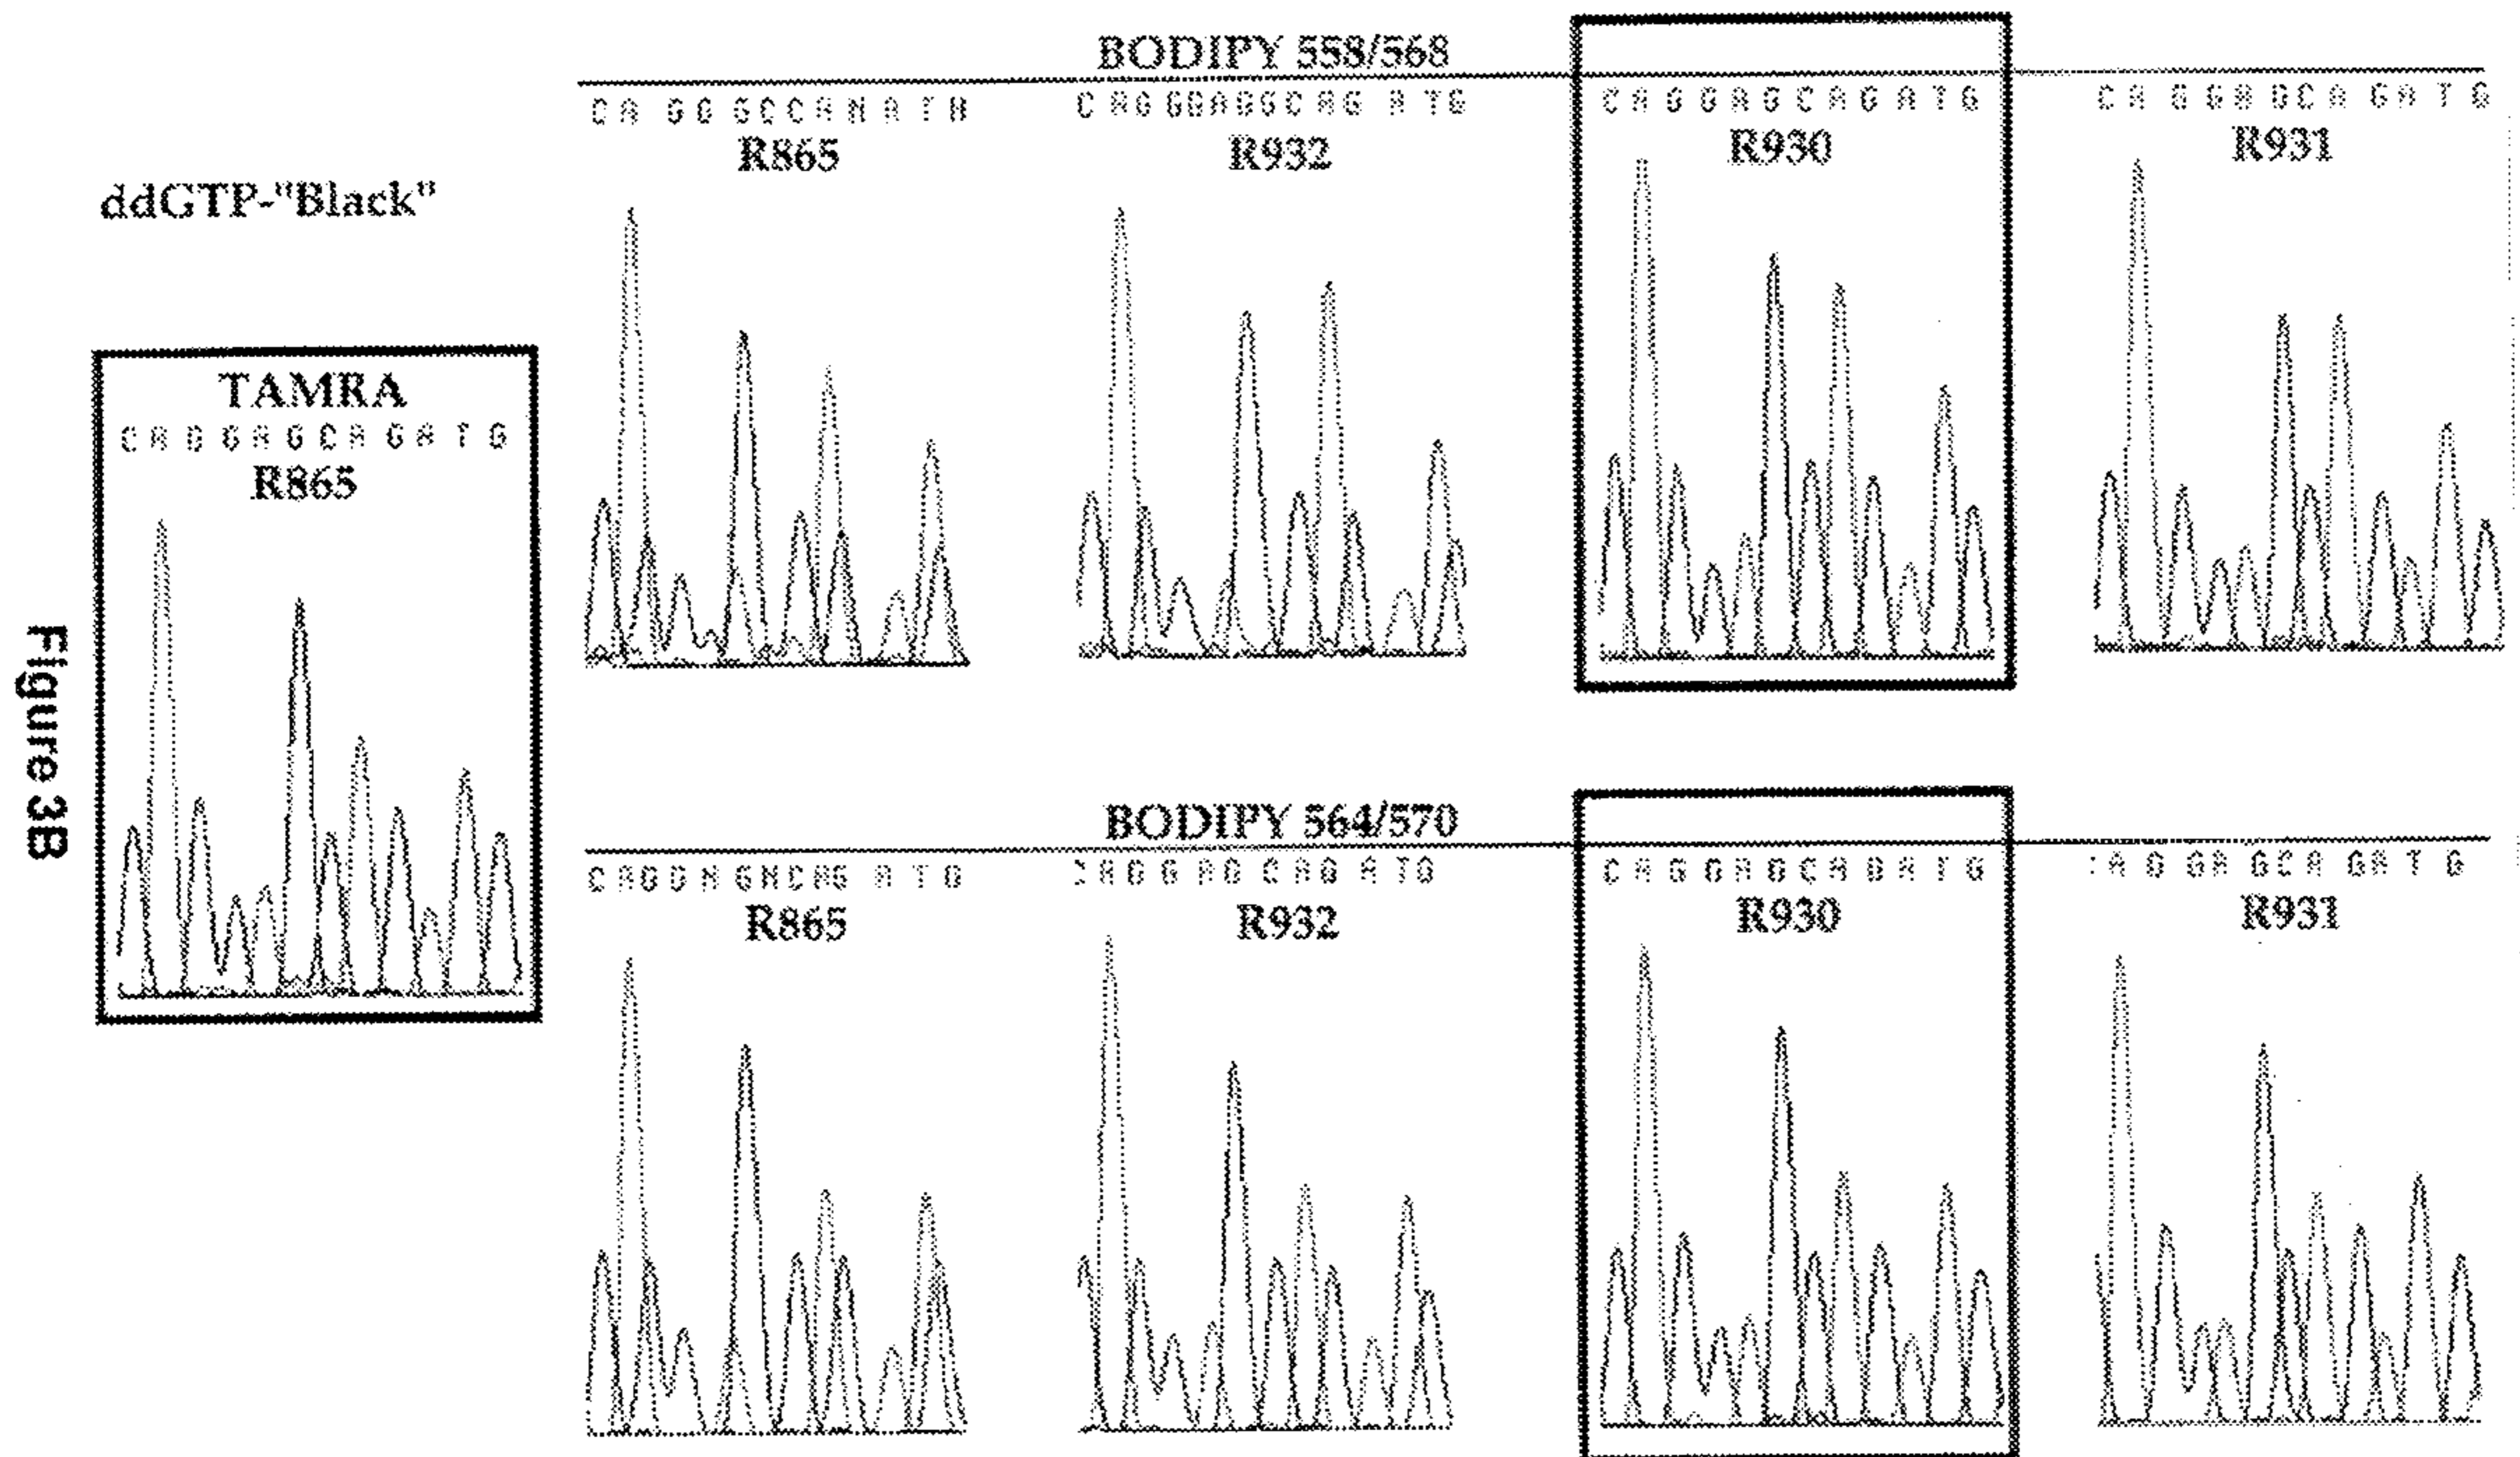 Figure 3B
ddGTP-"Black"
TAMRA
C A G G A G C A G A T G
R865
BODIPY 558/568
C A G G G C C A N A T N
R865
C A G G G A G G C A G A T G
R932
C A G G A G C A G A T G
R930
C A G G A G C A G A T G
R931
BODIPY 564/570
C A G G N G N C A G A T G
R865
A G G A G C A G A T G
R932
C A G G A G C A G A T G
R930
A G G A G C A G A T G
R931